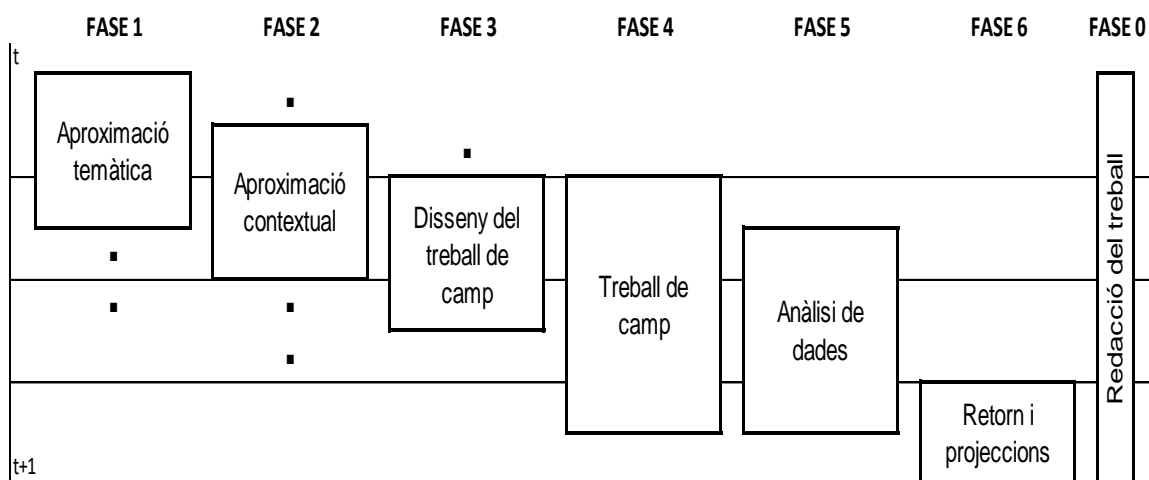 FASE 1 FASE 2 FASE 3 FASE 4 FASE 5 FASE 6 FASE 0
t
Aproximació
temàtica
Aproximació
contextual
Disseny del
treball de
camp
Treball de
camp
Anàlisi de
dades
Retorn i
projeccions
Redacció del treball
t+1